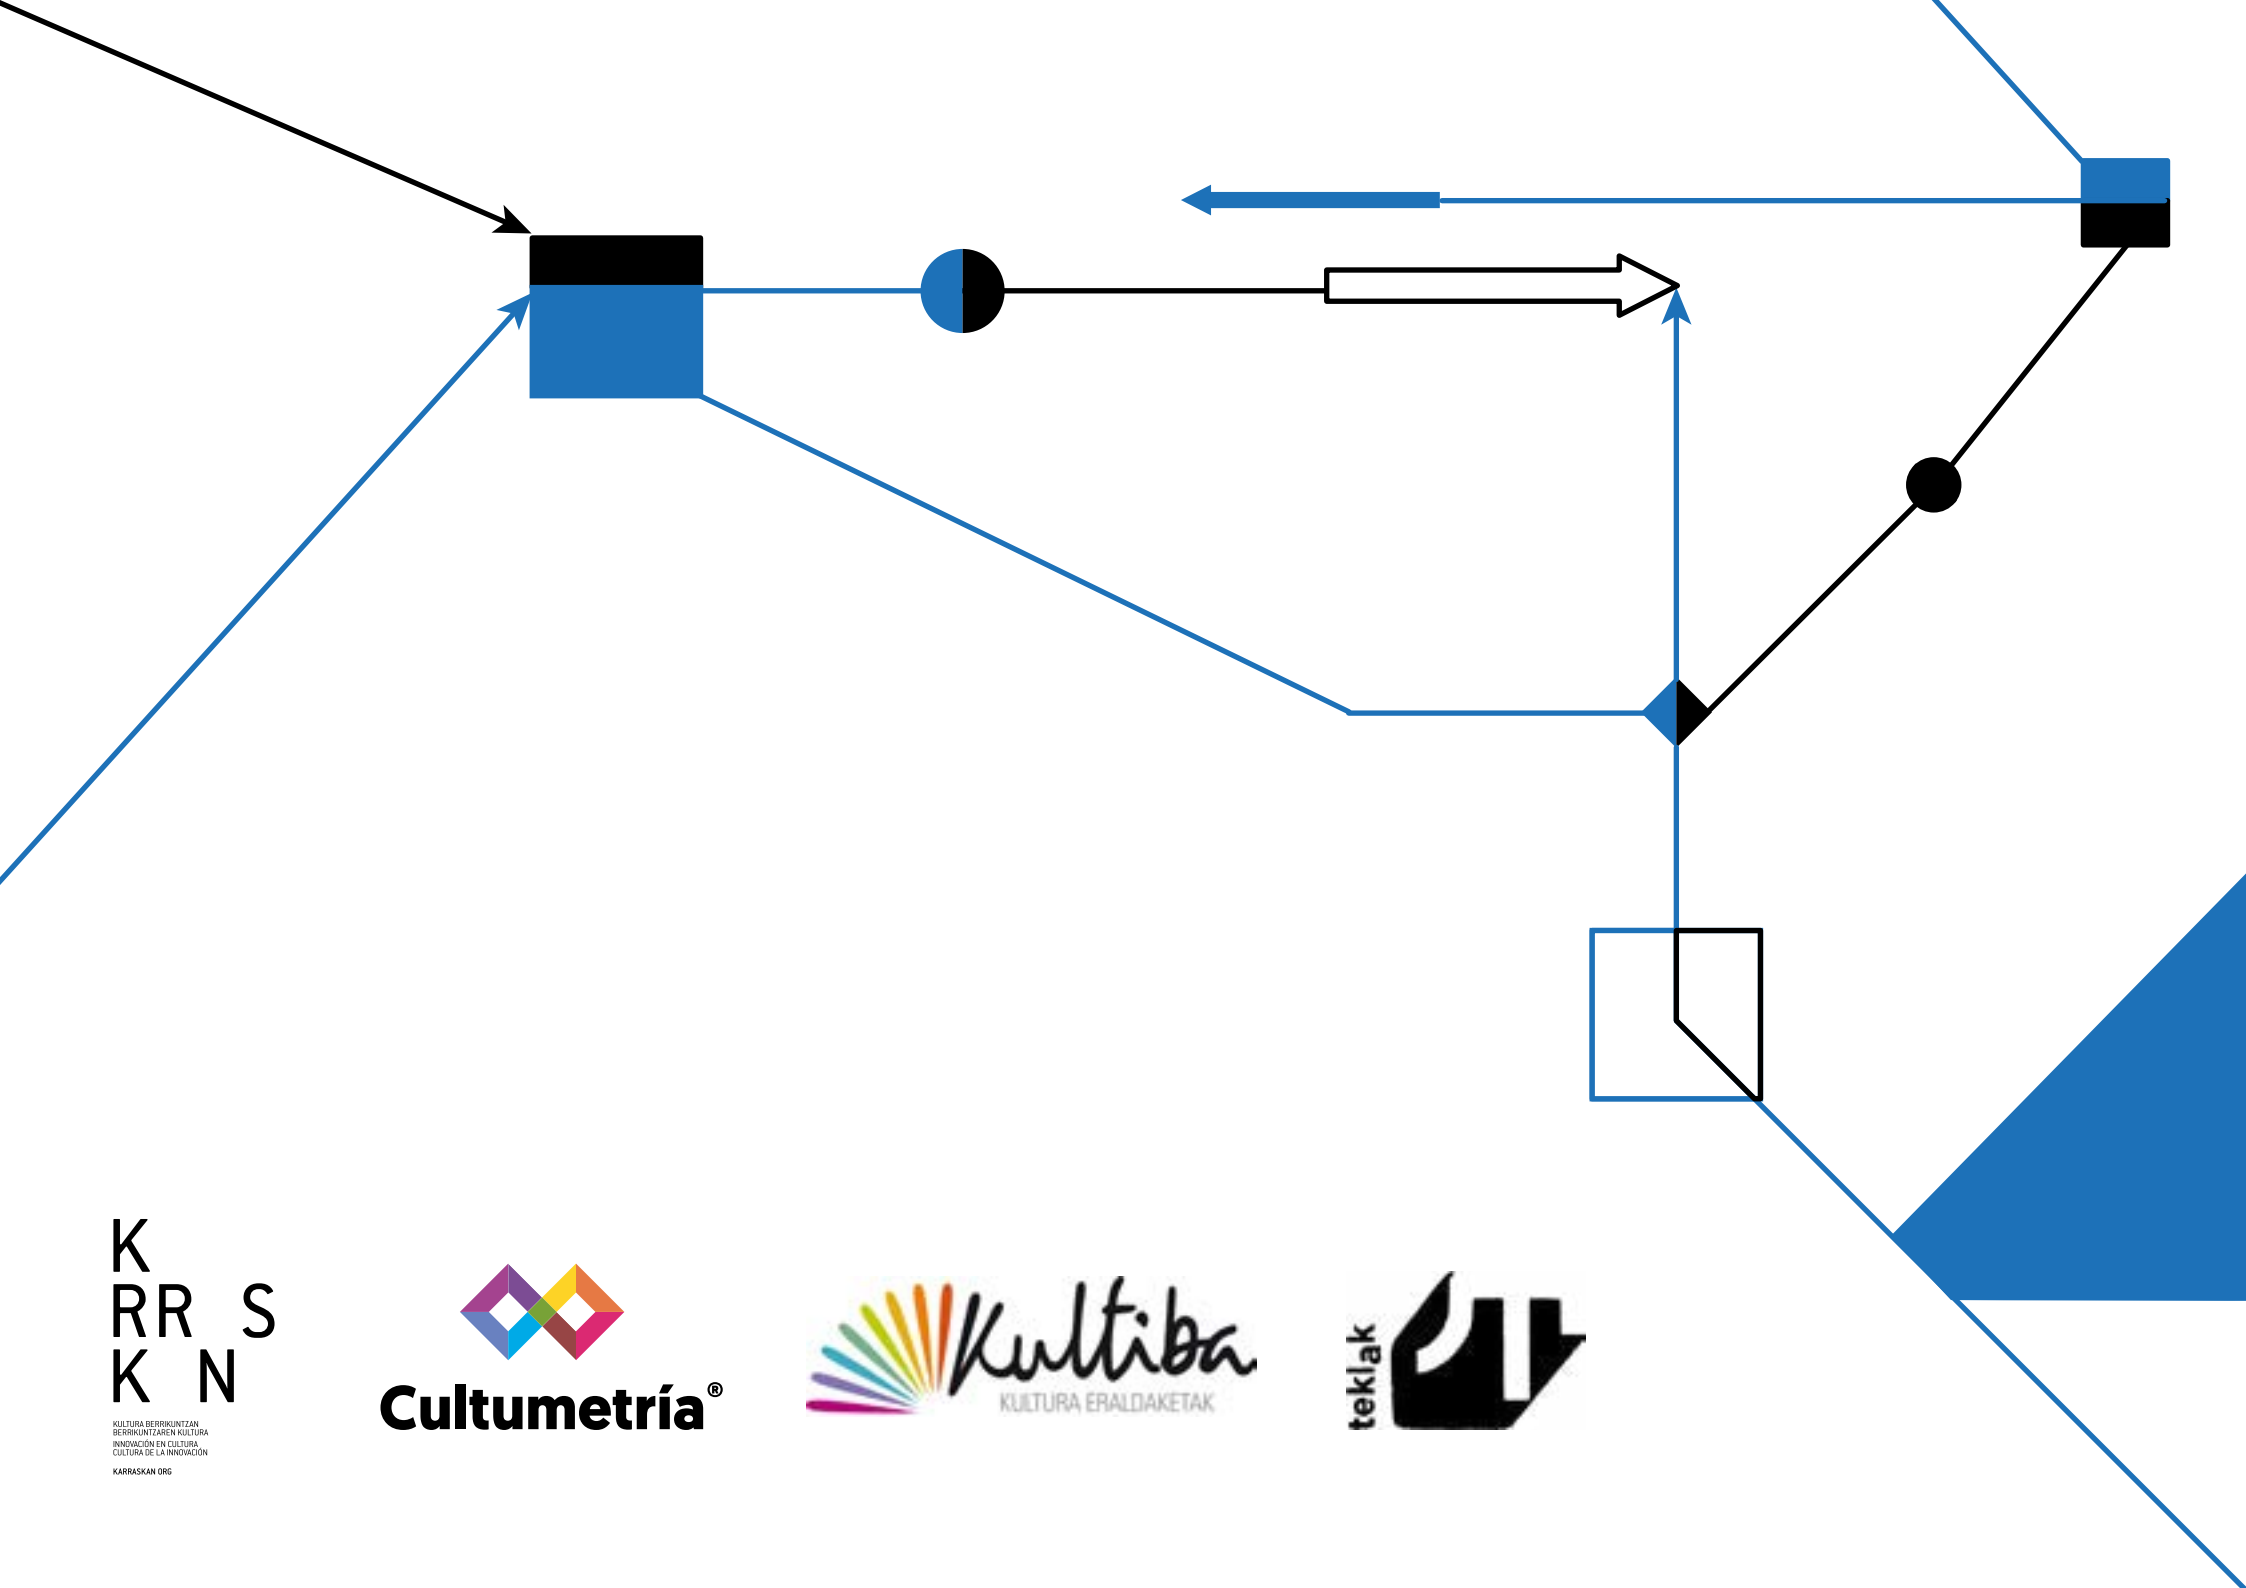 K
RR S
K N
KULTURA BERRIKUNTZAN
BERRIKUNTZAREN KULTURA
INNOVACIÓN EN CULTURA
CULTURA DE LA INNOVACIÓN
KARRASKAN ORG
Cultumetría®
Kultiba
KULTURA ERALDAKETAK
teklak